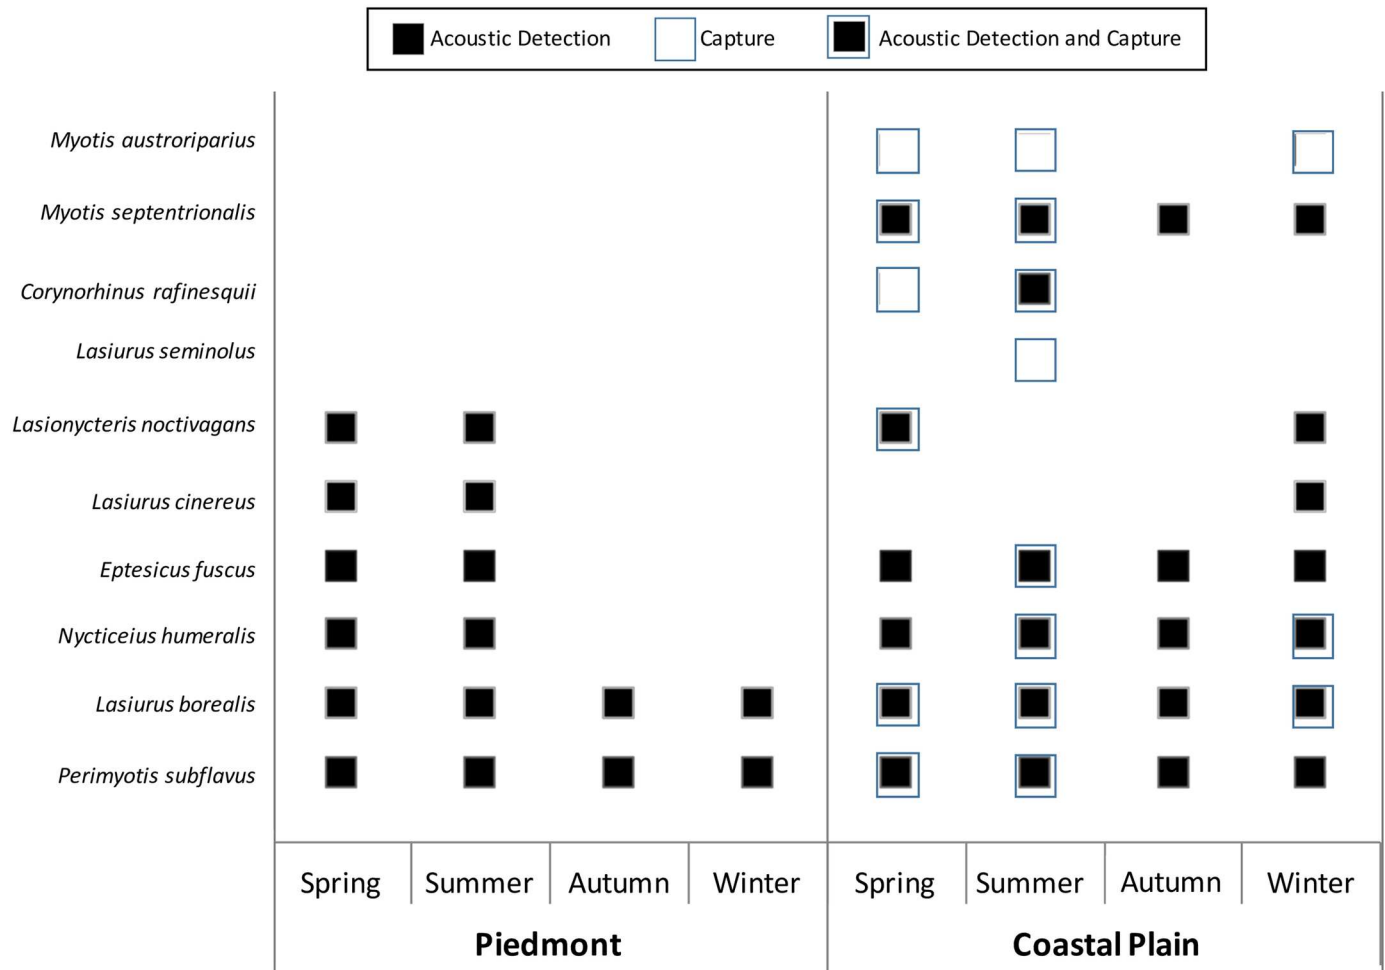 Acoustic Detection Capture Acoustic Detection and Capture
Myotis austroriparius
Myotis septentrionalis
Corynorhinus rafinesquii
Lasiurus seminolus
Lasionycteris noctivagans
Lasiurus cinereus
Eptesicus fuscus
Nycticeius humeralis
Lasiurus borealis
Perimyotis subflavus
Spring Summer Autumn Winter Spring Summer Autumn Winter
Piedmont Coastal Plain